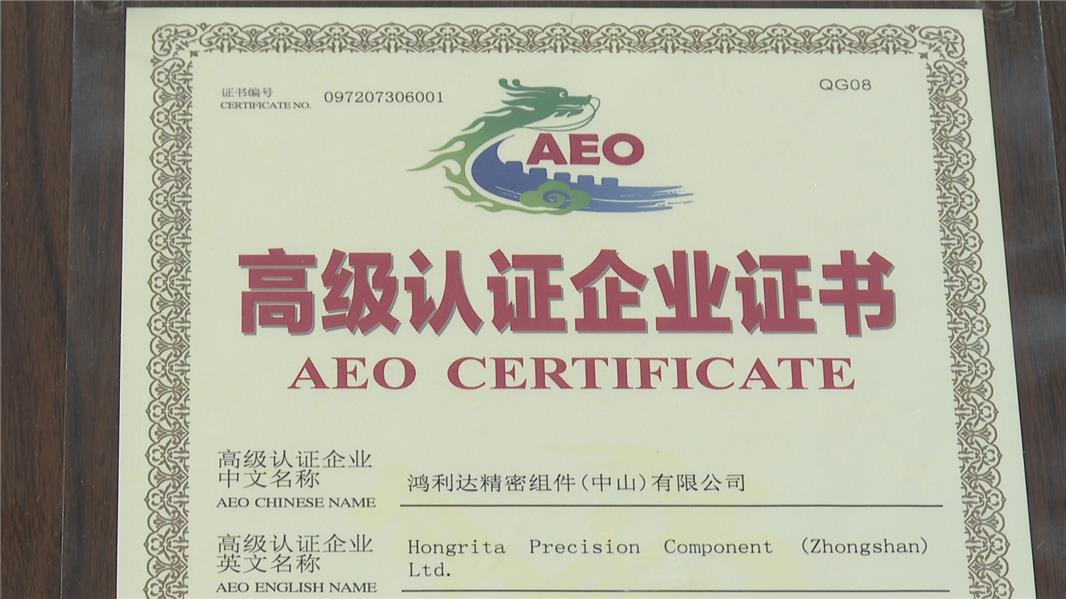 证书编号
CERTIFICATE NO. 097207306001
QG08
AEO
高级认证企业证书
AEO CERTIFICATE
高级认证企业
中文名称
AEO CHINESE NAME
鸿利达精密组件(中山)有限公司
高级认证企业
英文名称
AEO ENGLISH NAME
Hongrita Precision Component (Zhongshan)
Ltd.